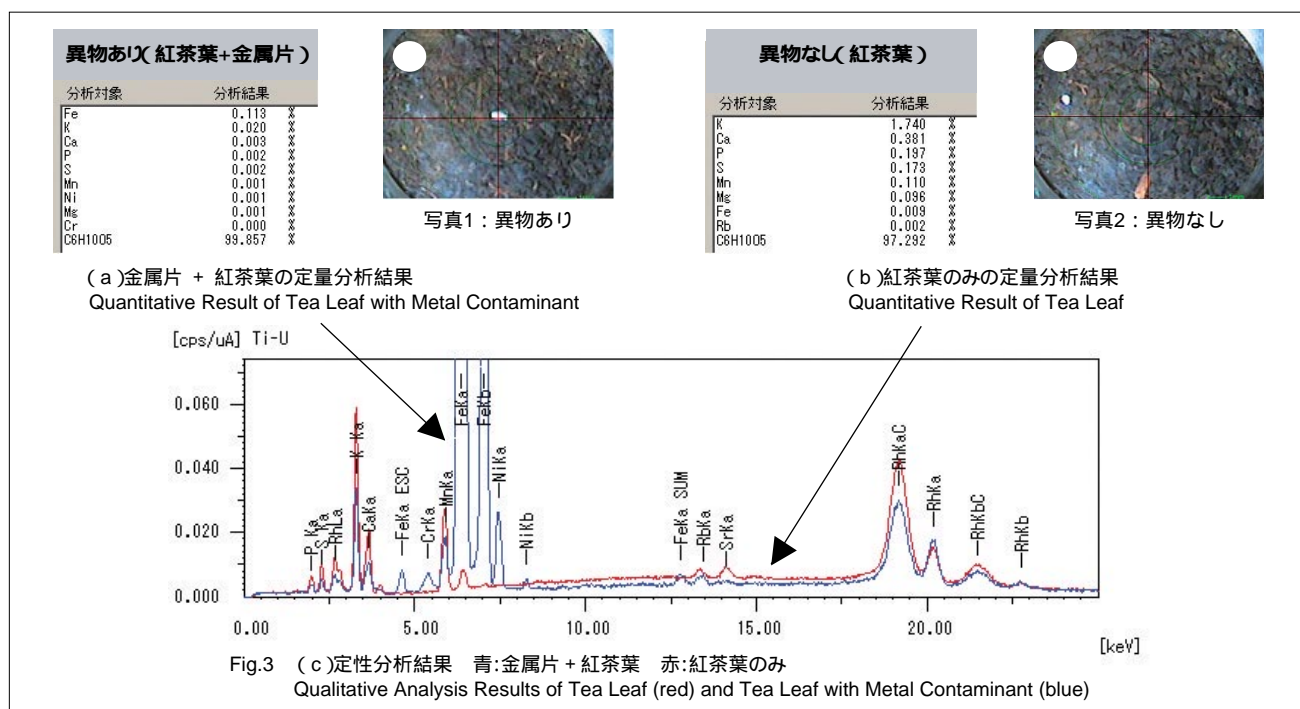 異物あり(紅茶葉+金属片)
分析対象 分析結果
Fe 0.113 %
K 0.020 %
Ca 0.003 %
P 0.002 %
S 0.002 %
Mn 0.001 %
Ni 0.001 %
Mg 0.001 %
Cr 0.000 %
C6H10O5 99.857 %
写真1:異物あり
異物なし(紅茶葉)
分析対象 分析結果
K 1.740 %
Ca 0.381 %
P 0.197 %
S 0.173 %
Mn 0.110 %
Mg 0.096 %
Fe 0.009 %
Rb 0.002 %
C6H10O5 97.292 %
写真2:異物なし
(a)金属片 + 紅茶葉の定量分析結果
Quantitative Result of Tea Leaf with Metal Contaminant
(b)紅茶葉のみの定量分析結果
Quantitative Result of Tea Leaf
[cps/uA] Ti-U
0.060
0.040
0.020
0.000
P Ka
S Ka
RhLa
K Ka
CaKa
FeKa ESC
CrKa
MnKa
FeKa
FeKb
NiKa
NiKb
FeKa SUM
RbKa
SrKa
RhKaC
RhKa
RhKbC
RhKb
0.00 5.00 10.00 15.00 20.00
[keV]
Fig.3 (c)定性分析結果 青:金属片+紅茶葉 赤:紅茶葉のみ
Qualitative Analysis Results of Tea Leaf (red) and Tea Leaf with Metal Contaminant (blue)